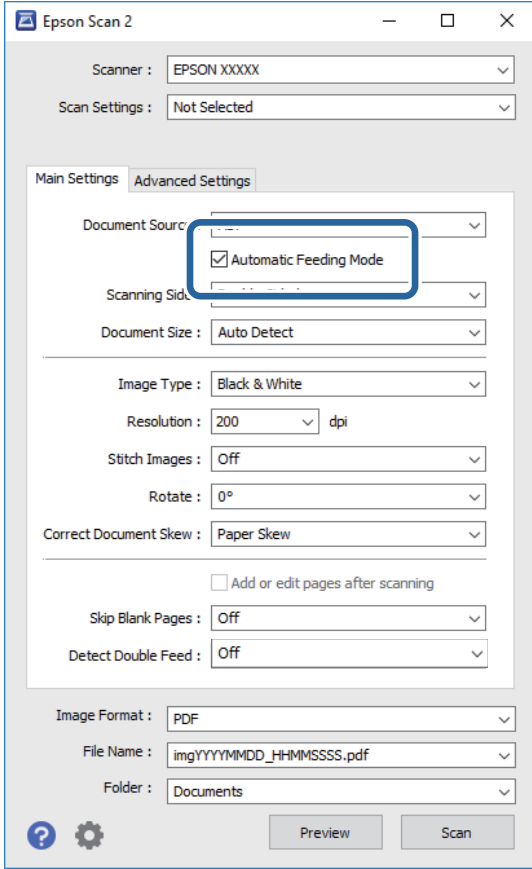 Epson Scan 2
Scanner : EPSON XXXXX
Scan Settings : Not Selected
Main Settings Advanced Settings
Document Source
Automatic Feeding Mode
Scanning Side
Document Size : Auto Detect
Image Type : Black & White
Resolution : 200 dpi
Stitch Images : Off
Rotate : 0°
Correct Document Skew : Paper Skew
Add or edit pages after scanning
Skip Blank Pages : Off
Detect Double Feed : Off
Image Format : PDF
File Name : imgYYYYMMDD_HHMMSSSS.pdf
Folder : Documents
? Preview Scan